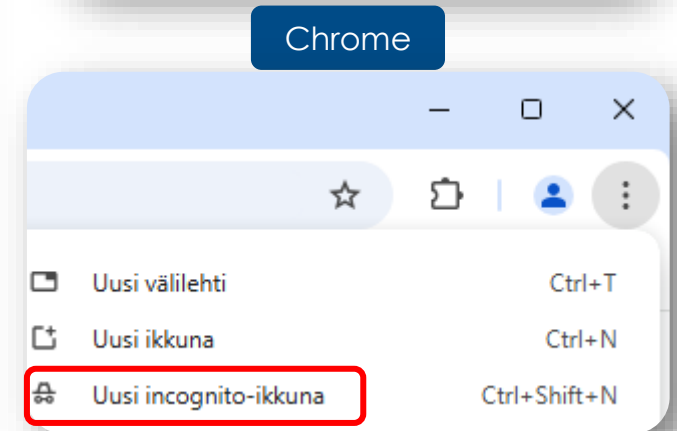 Chrome
Uusi välilehti Ctrl+T
Uusi ikkuna Ctrl+N
Uusi incognito-ikkuna Ctrl+Shift+N